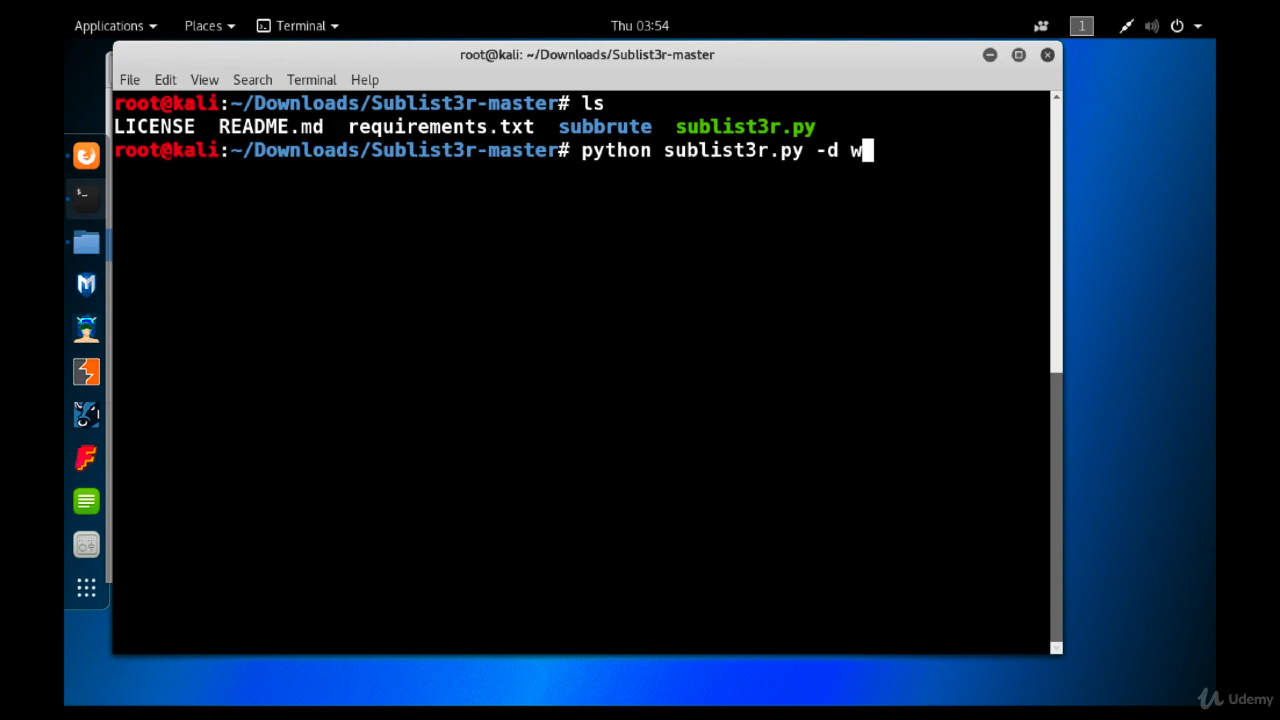 Applications Places Terminal Thu 03:54 1
root@kali: ~/Downloads/Sublist3r-master
File Edit View Search Terminal Help
root@kali:~/Downloads/Sublist3r-master# ls
LICENSE README.md requirements.txt subbrute sublist3r.py
root@kali:~/Downloads/Sublist3r-master# python sublist3r.py -d w
Udemy